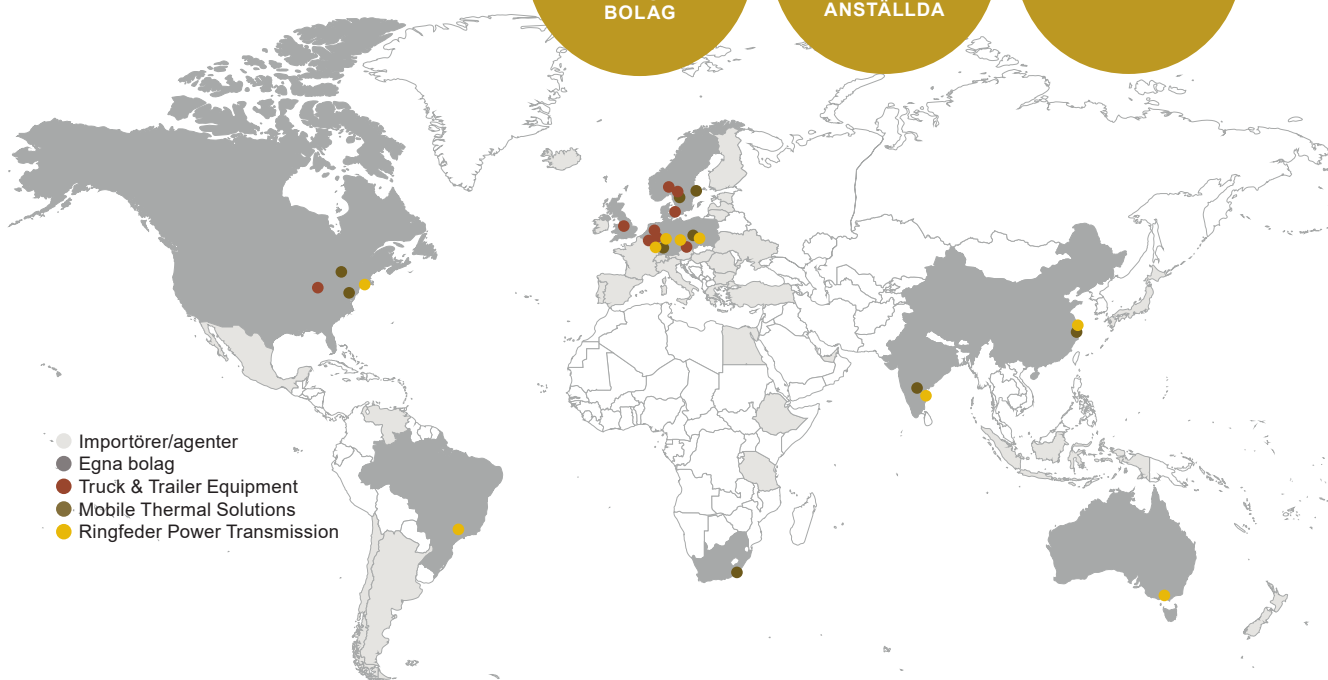 BOLAG
ANSTÄLLDA
Importörer/agenter
Egna bolag
Truck & Trailer Equipment
Mobile Thermal Solutions
Ringfeder Power Transmission